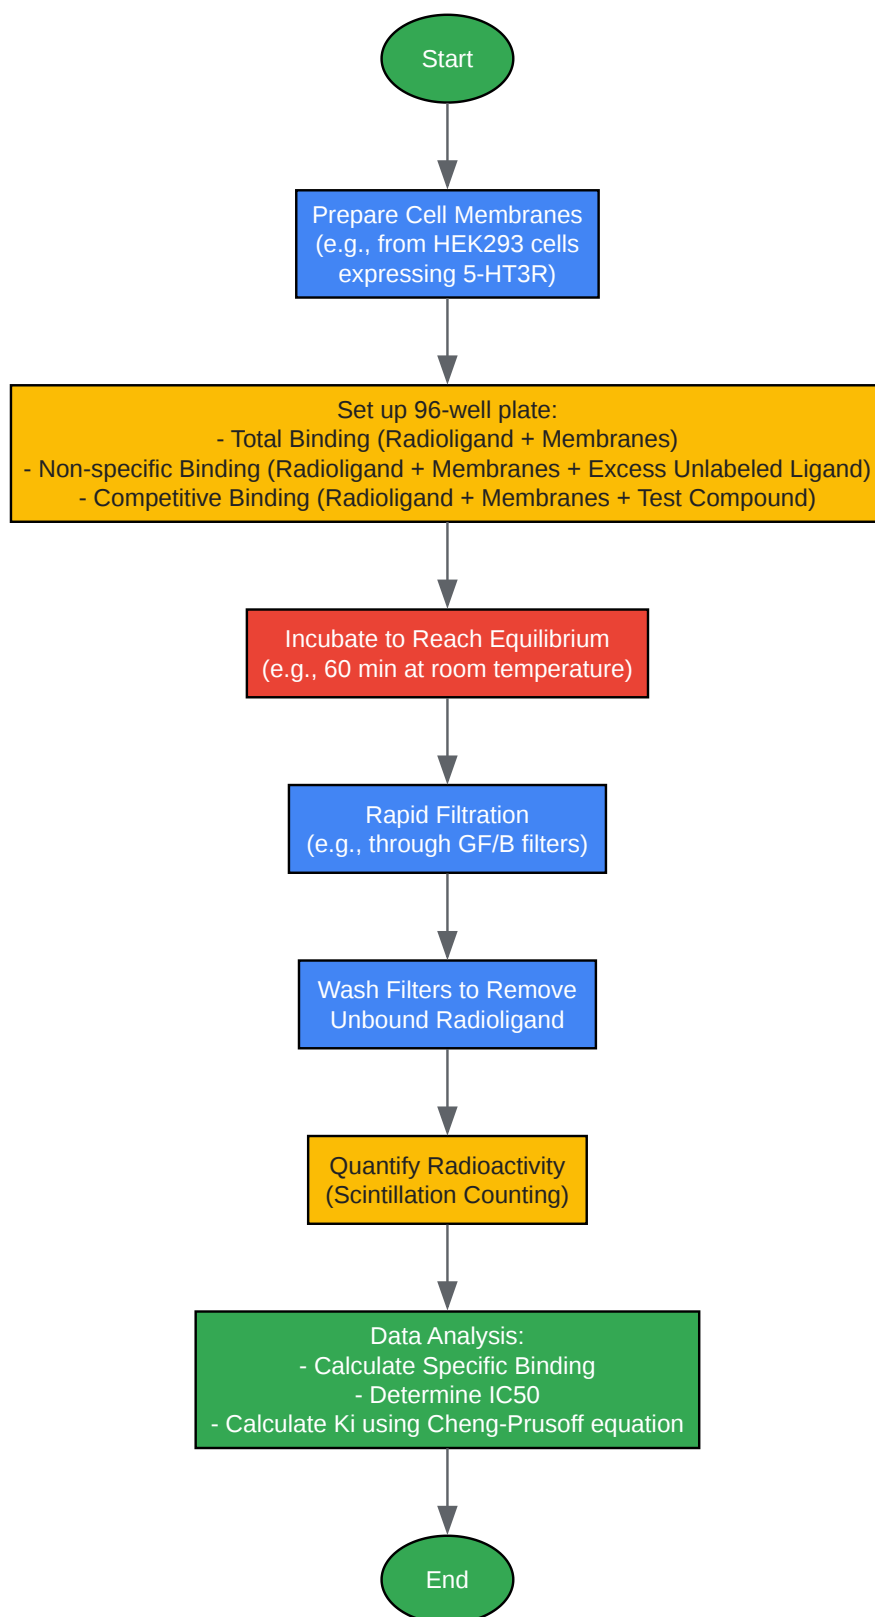 Start
Prepare Cell Membranes
(e.g., from HEK293 cells
expressing 5-HT3R)
Set up 96-well plate:
- Total Binding (Radioligand + Membranes)
- Non-specific Binding (Radioligand + Membranes + Excess Unlabeled Ligand)
- Competitive Binding (Radioligand + Membranes + Test Compound)
Incubate to Reach Equilibrium
(e.g., 60 min at room temperature)
Rapid Filtration
(e.g., through GF/B filters)
Wash Filters to Remove
Unbound Radioligand
Quantify Radioactivity
(Scintillation Counting)
Data Analysis:
- Calculate Specific Binding
- Determine IC50
- Calculate Ki using Cheng-Prusoff equation
End